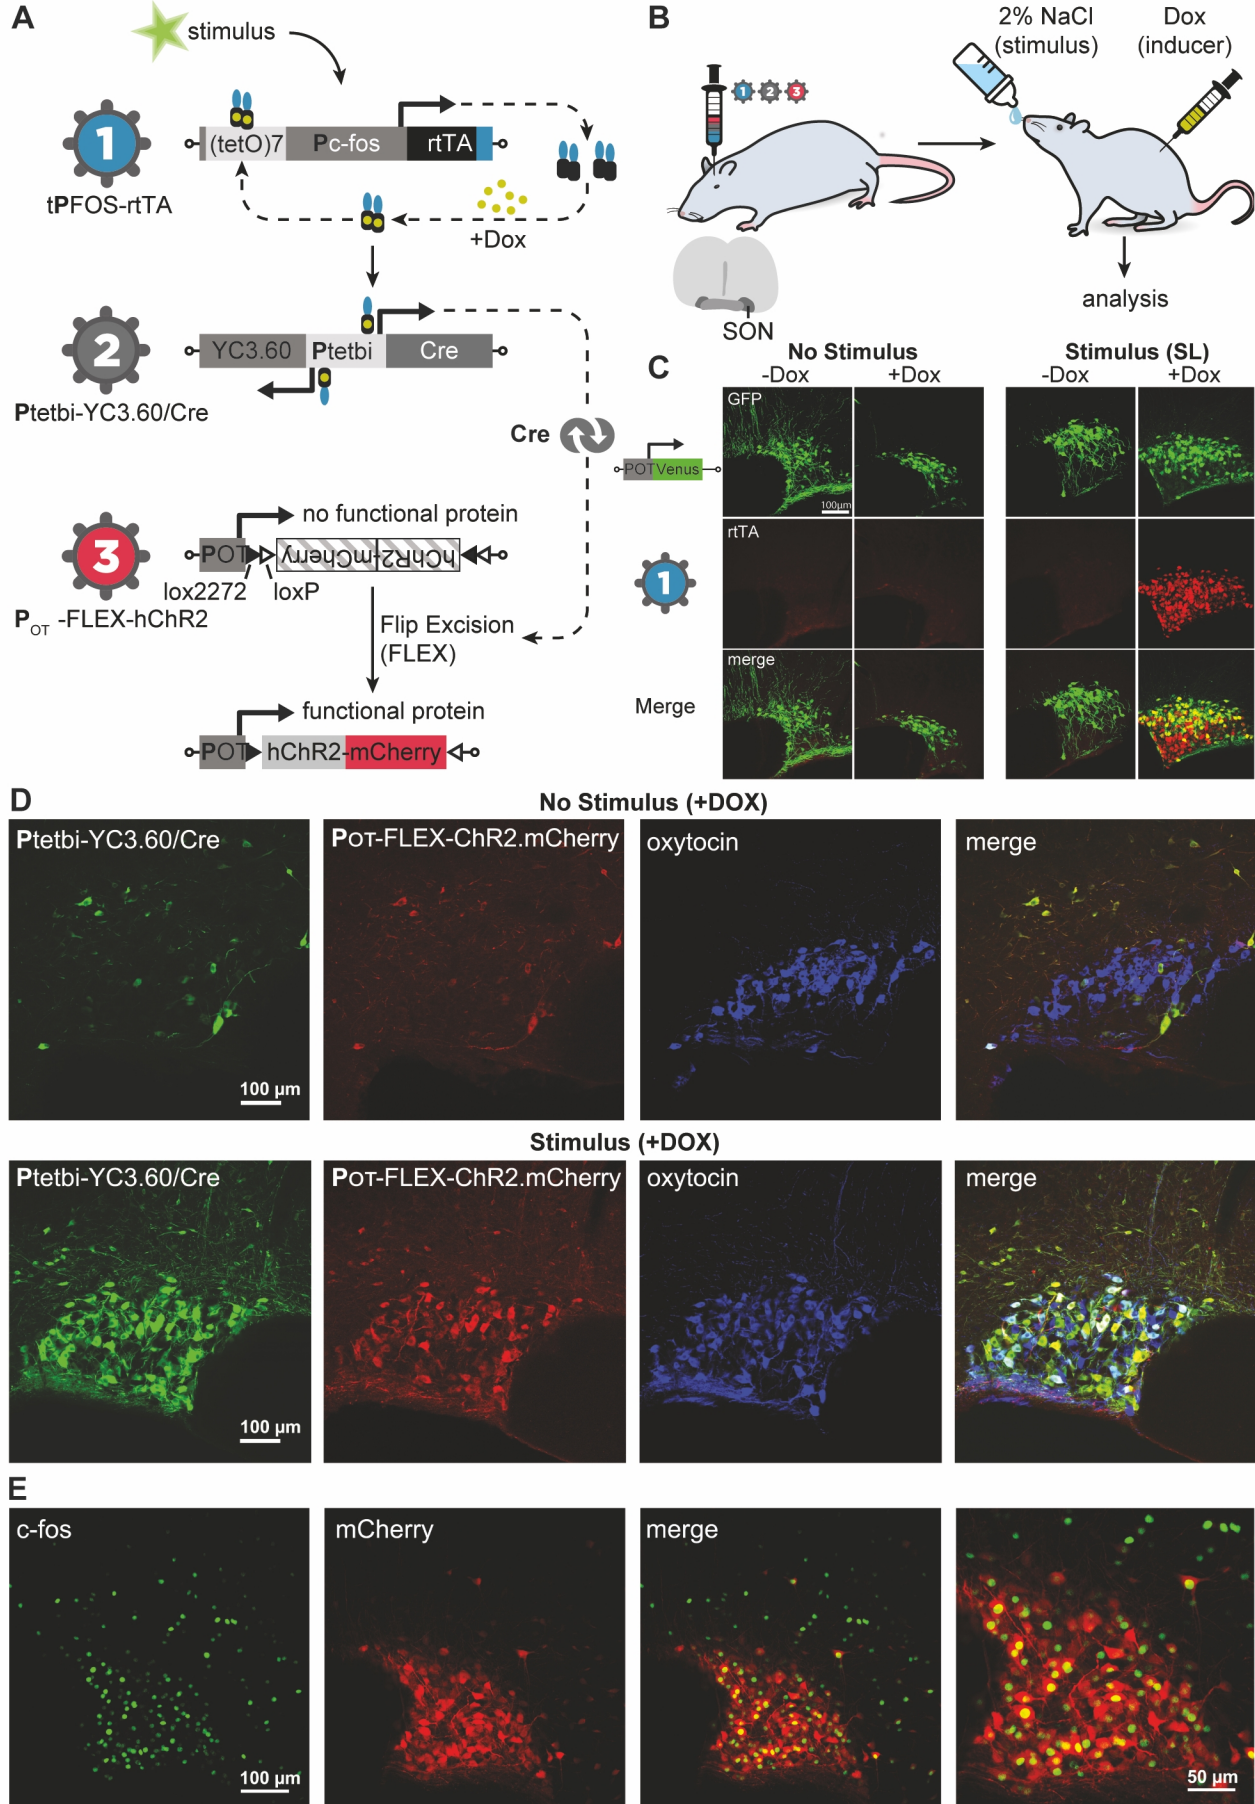 A
stimulus
1
(tetO)7
Pc-fos
rtTA
tPFOS-rtTA
+Dox
2
YC3.60
Ptetbi
Cre
Ptetbi-YC3.60/Cre
Cre
3
no functional protein
POT
hChR2-mCherry
lox2272
loxP
POT -FLEX-hChR2
Flip Excision
(FLEX)
functional protein
POT
hChR2-mCherry
B
1 2 3
2% NaCl
(stimulus)
Dox
(inducer)
SON
analysis
C
No Stimulus
Stimulus (SL)
-Dox
+Dox
-Dox
+Dox
GFP
POT Venus
100µm
rtTA
1
merge
Merge
D
No Stimulus (+DOX)
Ptetbi-YC3.60/Cre
POT-FLEX-ChR2.mCherry
oxytocin
merge
100 µm
Stimulus (+DOX)
Ptetbi-YC3.60/Cre
POT-FLEX-ChR2.mCherry
oxytocin
merge
100 µm
E
c-fos
mCherry
merge
100 µm
50 µm